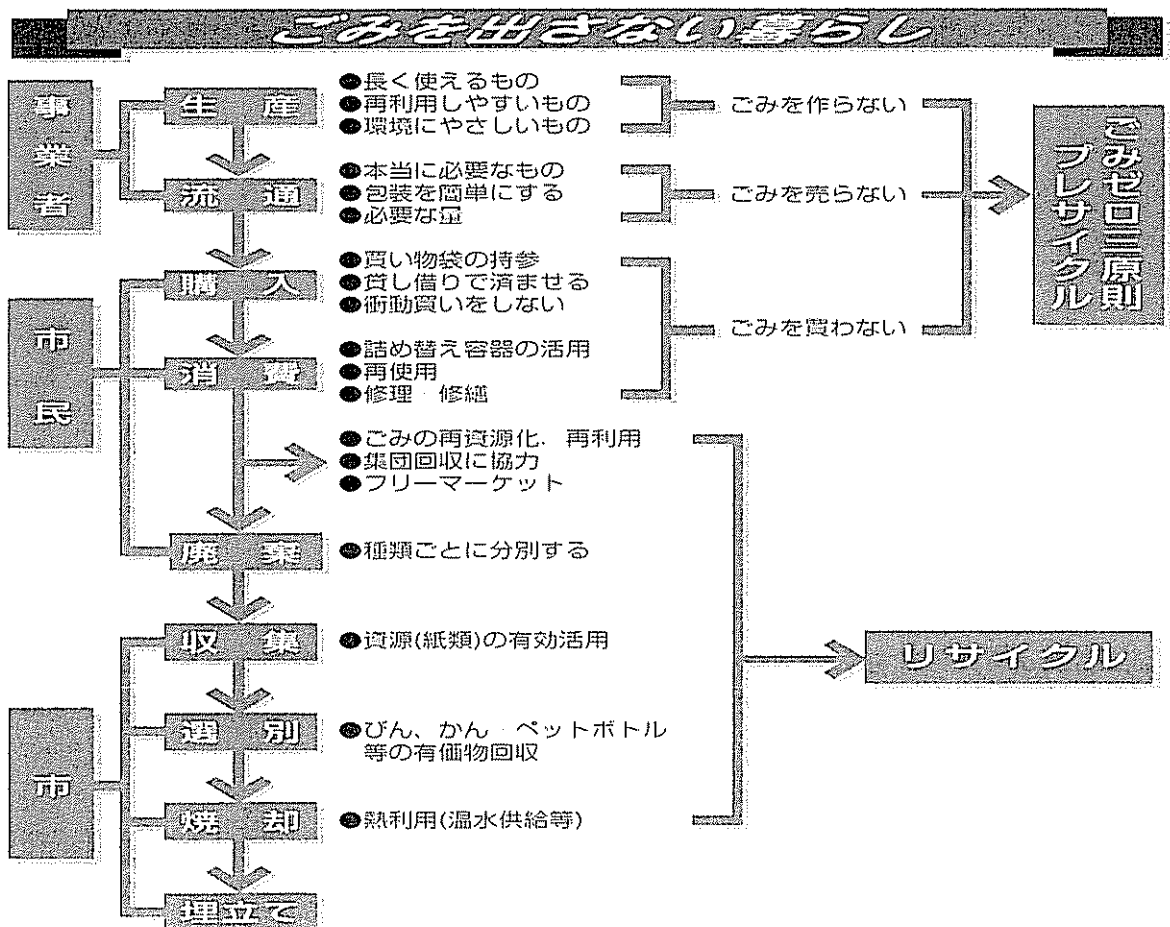 ごみを出さない暮らし
事業者
生産
●長く使えるもの
●再利用しやすいもの
●環境にやさしいもの
ごみを作らない
流通
●本当に必要なもの
●包装を簡単にする
●必要な量
ごみを売らない
ごみゼロ三原則
プレサイクル
市民
購入
●買い物袋の持参
●貸し借りで済ませる
●衝動買いをしない
ごみを買わない
消費
●詰め替え容器の活用
●再使用
●修理・修繕
●ごみの再資源化、再利用
●集団回収に協力
●フリーマーケット
廃棄
●種類ごとに分別する
市
収集
●資源(紙類)の有効活用
選別
●びん、かん・ペットボトル
等の有価物回収
焼却
●熱利用(温水供給等)
埋立て
リサイクル